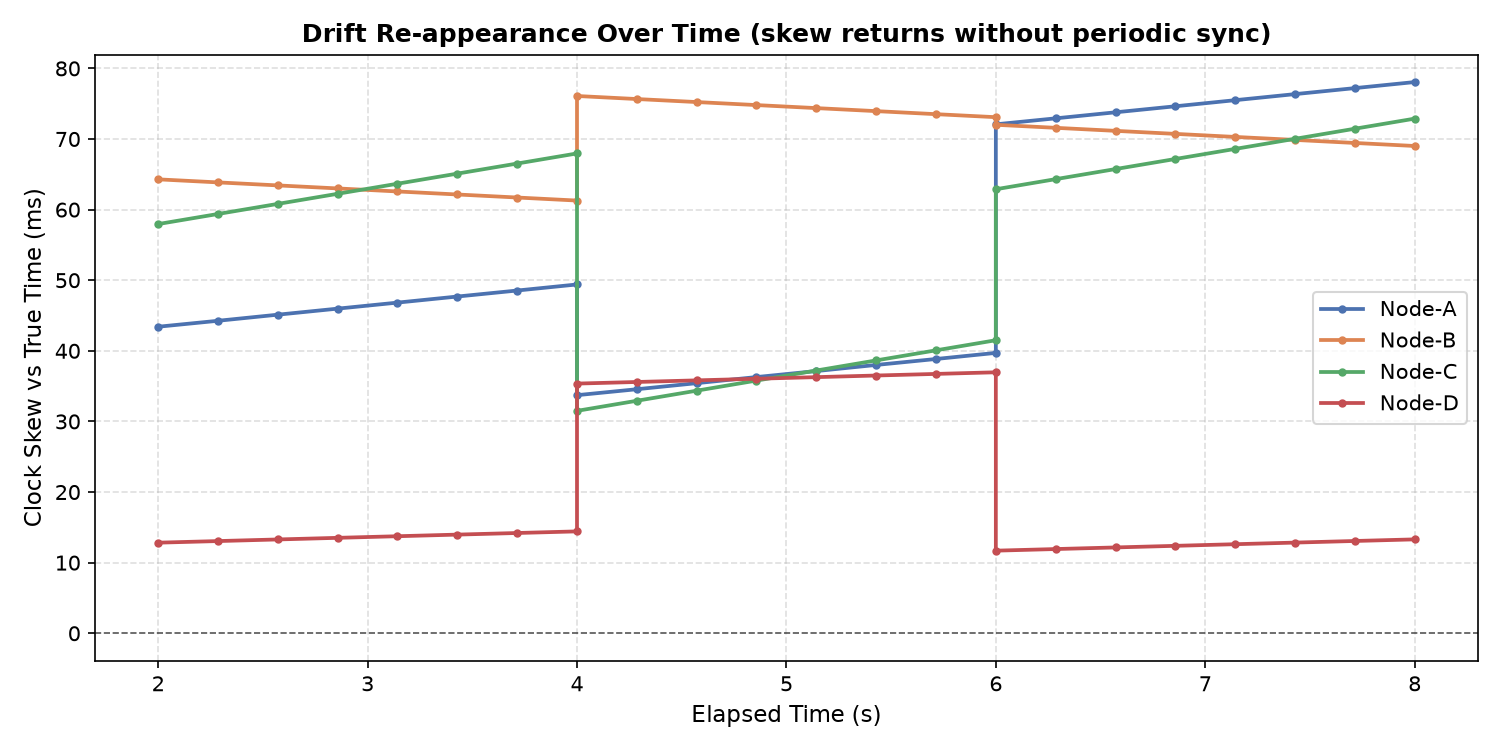 Drift Re-appearance Over Time (skew returns without periodic sync)
Clock Skew vs True Time (ms)
80
70
60
50
40
30
20
10
0
Node-A
Node-B
Node-C
Node-D
2 3 4 5 6 7 8
Elapsed Time (s)